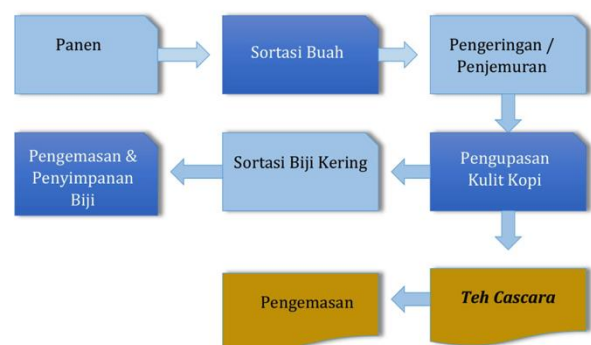 Panen
Sortasi Buah
Pengeringan /
Penjemuran
Pengemasan &
Penyimpanan
Biji
Sortasi Biji Kering
Pengupasan
Kulit Kopi
Pengemasan
Teh Cascara